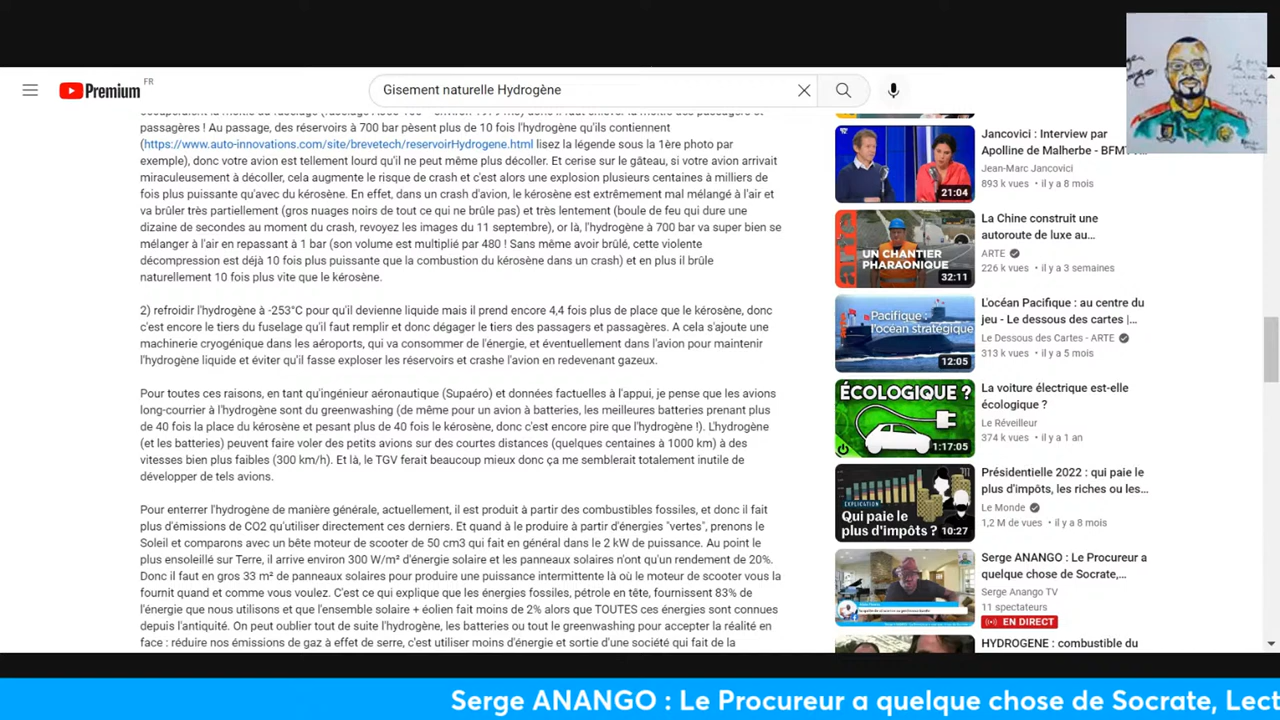 FR
Premium
Gisement naturelle Hydrogène
passagères ! Au passage, des réservoirs à 700 bar pèsent plus de 10 fois l'hydrogène qu'ils contiennent
(https://www.auto-innovations.com/site/brevetech/reservoirHydrogene.html lisez la légende sous la 1ère photo par
exemple), donc votre avion est tellement lourd qu'il ne peut même plus décoller. Et cerise sur le gâteau, si votre avion arrivait
miraculeusement à décoller, cela augmente le risque de crash et c'est alors une explosion plusieurs centaines à milliers de
fois plus puissante qu'avec du kérosène. En effet, dans un crash d'avion, le kérosène est extrêmement mal mélangé à l'air et
va brûler très partiellement (gros nuages noirs de tout ce qui ne brûle pas) et très lentement (boule de feu qui dure une
dizaine de secondes au moment du crash, revoyez les images du 11 septembre), or là, l'hydrogène à 700 bar va super bien se
mélanger à l'air en repassant à 1 bar (son volume est multiplié par 480 ! Sans même avoir brûlé, cette violente
décompression est déjà 10 fois plus puissante que la combustion du kérosène dans un crash) et en plus il brûle
naturellement 10 fois plus vite que le kérosène.
2) refroidir l'hydrogène à -253°C pour qu'il devienne liquide mais il prend encore 4,4 fois plus de place que le kérosène, donc
c'est encore le tiers du fuselage qu'il faut remplir et donc dégager le tiers des passagers et passagères. A cela s'ajoute une
machinerie cryogénique dans les aéroports, qui va consommer de l'énergie, et éventuellement dans l'avion pour maintenir
l'hydrogène liquide et éviter qu'il fasse exploser les réservoirs et crashe l'avion en redevenant gazeux.
Pour toutes ces raisons, en tant qu'ingénieur aéronautique (Supaéro) et données factuelles à l'appui, je pense que les avions
long-courrier à l'hydrogène sont du greenwashing (de même pour un avion à batteries, les meilleures batteries prenant plus
de 40 fois la place du kérosène et pesant plus de 40 fois le kérosène, donc c'est encore pire que l'hydrogène !). L'hydrogène
(et les batteries) peuvent faire voler des petits avions sur des courtes distances (quelques centaines à 1000 km) à des
vitesses bien plus faibles (300 km/h). Et là, le TGV ferait beaucoup mieux donc ça me semblerait totalement inutile de
développer de tels avions.
Pour enterrer l'hydrogène de manière générale, actuellement, il est produit à partir des combustibles fossiles, et donc il fait
plus d'émissions de CO2 qu'utiliser directement ces derniers. Et quand à le produire à partir d'énergies "vertes", prenons le
Soleil et comparons à un bête moteur de scooter de 50 cm3 qui fait en général dans le 2 kW de puissance. Au point le
plus ensoleillé sur Terre, il arrive environ 300 W/m² d'énergie solaire et les panneaux solaires n'ont qu'un rendement de 20%.
Donc il faut en gros 33 m² de panneaux solaires pour produire une puissance intermittente là où le moteur de scooter vous la
fournit quand et comme vous voulez. C'est ce qui explique que les énergies fossiles, pétrole en tête, fournissent 83% de
l'énergie que nous utilisons et que l'ensemble solaire + éolien fait moins de 2% alors que TOUTES ces énergies sont connues
depuis l'antiquité. On peut oublier tout de suite l'hydrogène, les batteries ou tout le greenwashing pour accepter la réalité en
face : réduire nos émissions de gaz à effet de serre, c'est utiliser moins d'énergie et sortie d'une société qui fait de la
21:04
Jancovici : Interview par
Apolline de Malherbe - BFMT
Jean-Marc Jancovici
893 k vues • il y a 8 mois
arte
UN CHANTIER
PHARAONIQUE
32:11
La Chine construit une
autoroute de luxe au...
ARTE
226 k vues • il y a 3 semaines
Pacifique :
l'océan stratégique
12:05
L'océan Pacifique : au centre du
jeu - Le dessous des cartes |...
Le Dessous des Cartes - ARTE
313 k vues • il y a 5 mois
ÉCOLOGIQUE ?
1:17:05
La voiture électrique est-elle
écologique ?
Le Réveilleur
374 k vues • il y a 1 an
EXPLICATION
Qui paie le
plus d'impôts ?
10:27
Présidentielle 2022 : qui paie le
plus d'impôts, les riches ou les...
Le Monde
1,2 M de vues • il y a 8 mois
Serge ANANGO : Le Procureur a
quelque chose de Socrate,...
Serge ANANGO TV
11 spectateurs
EN DIRECT
HYDROGENE : combustible du
Serge ANANGO : Le Procureur a quelque chose de Socrate, Lect